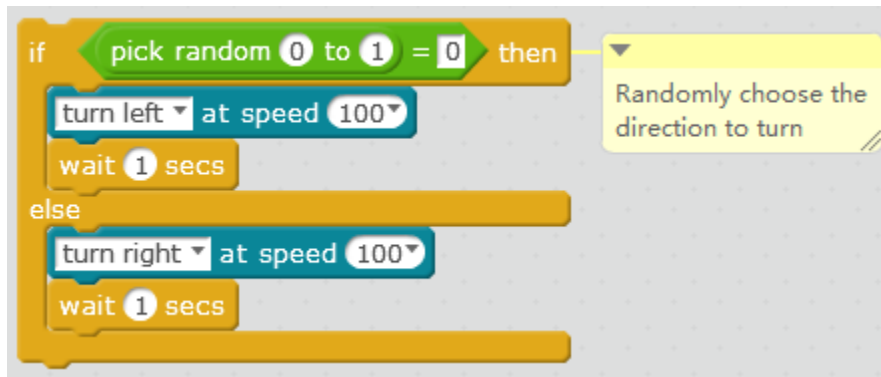 if pick random 0 to 1 = 0 then
turn left at speed 100
wait 1 secs
else
turn right at speed 100
wait 1 secs
Randomly choose the
direction to turn